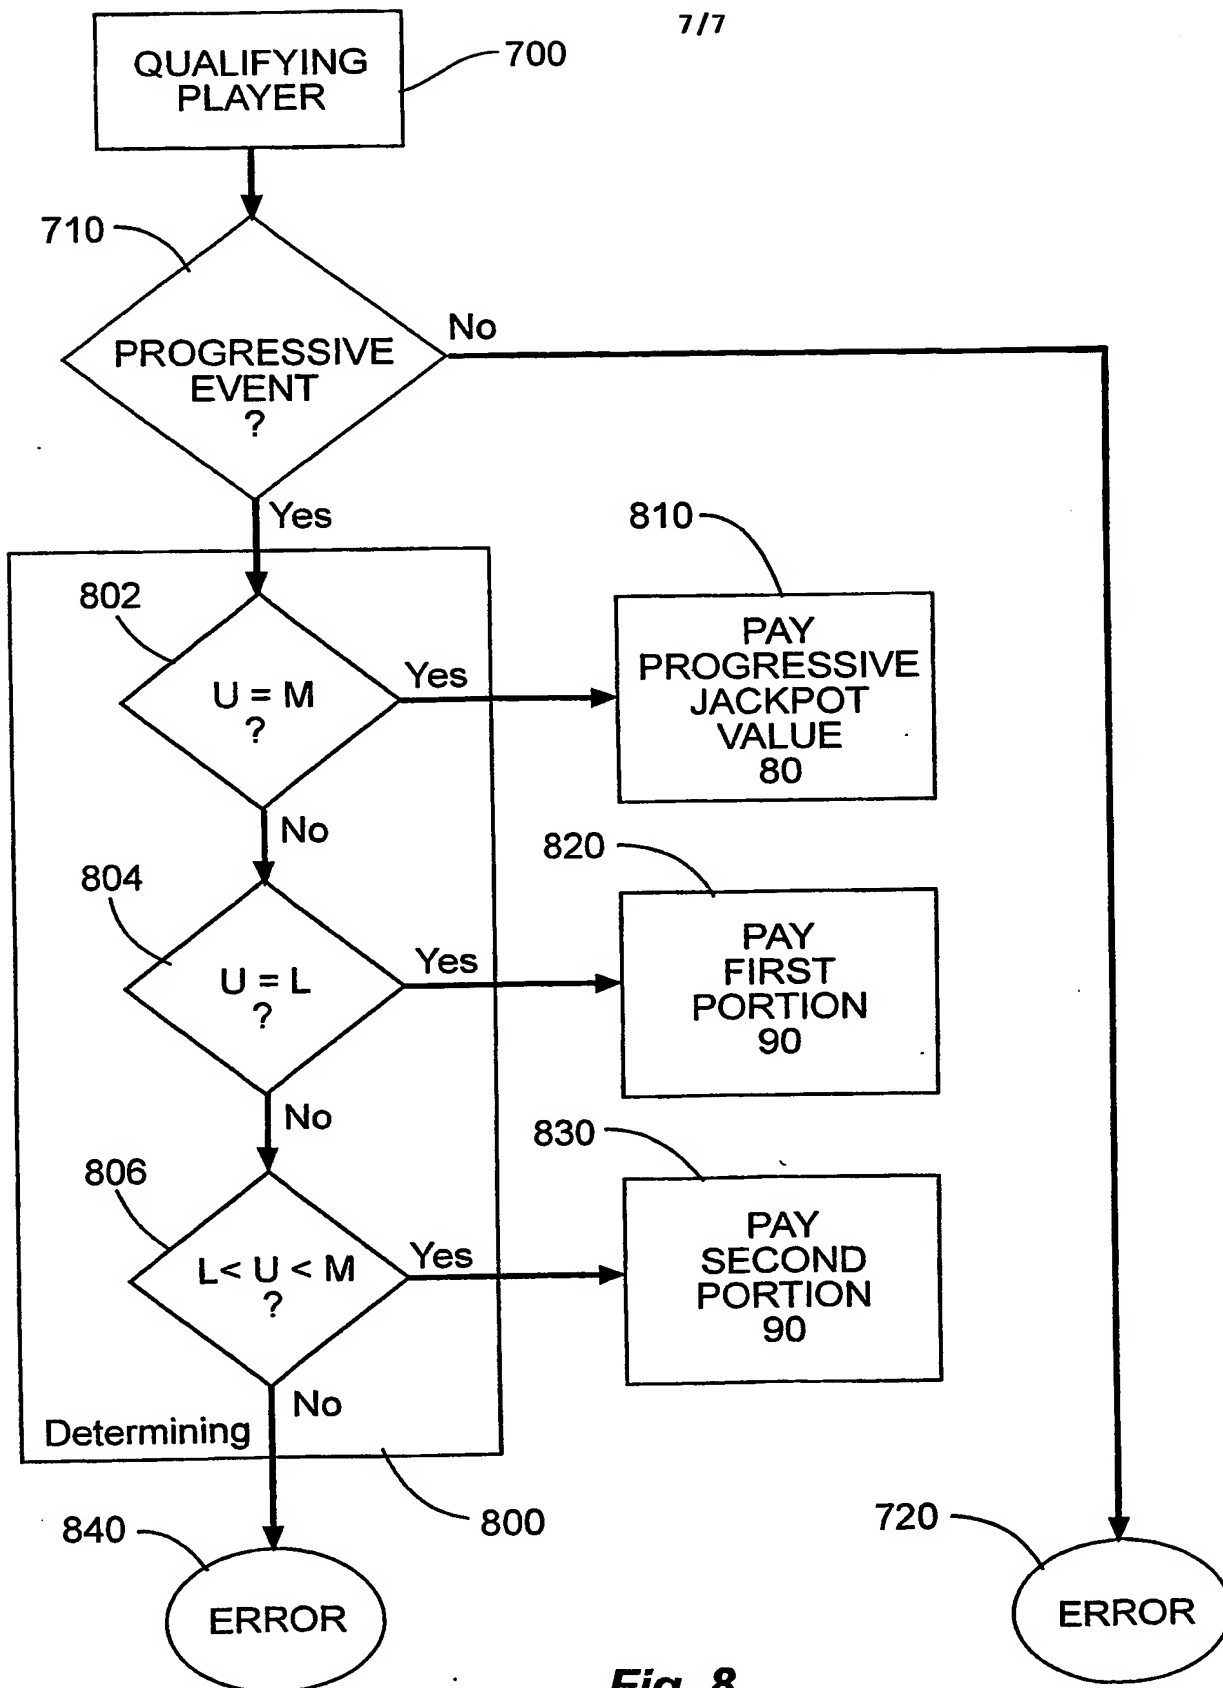 7/7
QUALIFYING
PLAYER
700
710
PROGRESSIVE
EVENT
?
No
Yes
802
U = M
?
Yes
810
PAY
PROGRESSIVE
JACKPOT
VALUE
80
No
804
U = L
?
Yes
820
PAY
FIRST
PORTION
90
No
806
L< U < M
?
Yes
830
PAY
SECOND
PORTION
90
No
Determining
800
840
ERROR
720
ERROR
Fig. 8